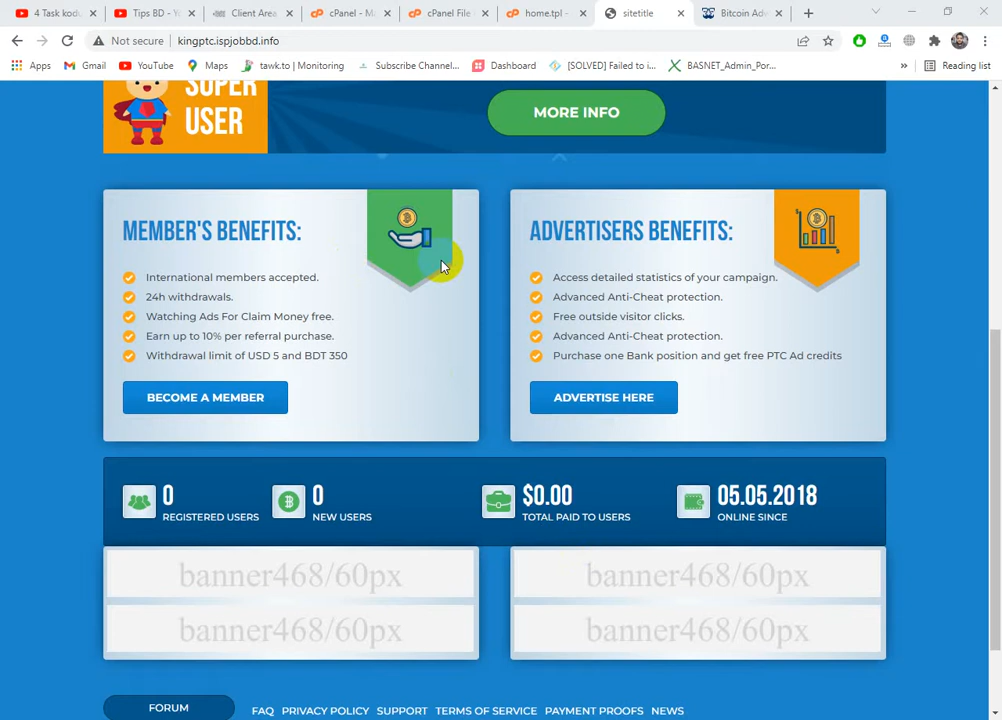 4 Task kod
Tips BD - Y
Client Area
cPanel - M
cPanel File
home.tpl -
sitetitle
Bitcoin Adv
Not secure
kingptc.ispjobbd.info
Apps
Gmail
YouTube
Maps
tawk.to | Monitoring
Subscribe Channel...
Dashboard
[SOLVED] Failed to i...
BASNET_Admin_Por...
»
Reading list
SUPER
USER
MORE INFO
MEMBER'S BENEFITS:
International members accepted.
24h withdrawals.
Watching Ads For Claim Money free.
Earn up to 10% per referral purchase.
Withdrawal limit of USD 5 and BDT 350
BECOME A MEMBER
ADVERTISERS BENEFITS:
Access detailed statistics of your campaign.
Advanced Anti-Cheat protection.
Free outside visitor clicks.
Advanced Anti-Cheat protection.
Purchase one Bank position and get free PTC Ad credits
ADVERTISE HERE
0
REGISTERED USERS
0
NEW USERS
$0.00
TOTAL PAID TO USERS
05.05.2018
ONLINE SINCE
banner468/60px
banner468/60px
banner468/60px
banner468/60px
FORUM
FAQ PRIVACY POLICY SUPPORT TERMS OF SERVICE PAYMENT PROOFS NEWS